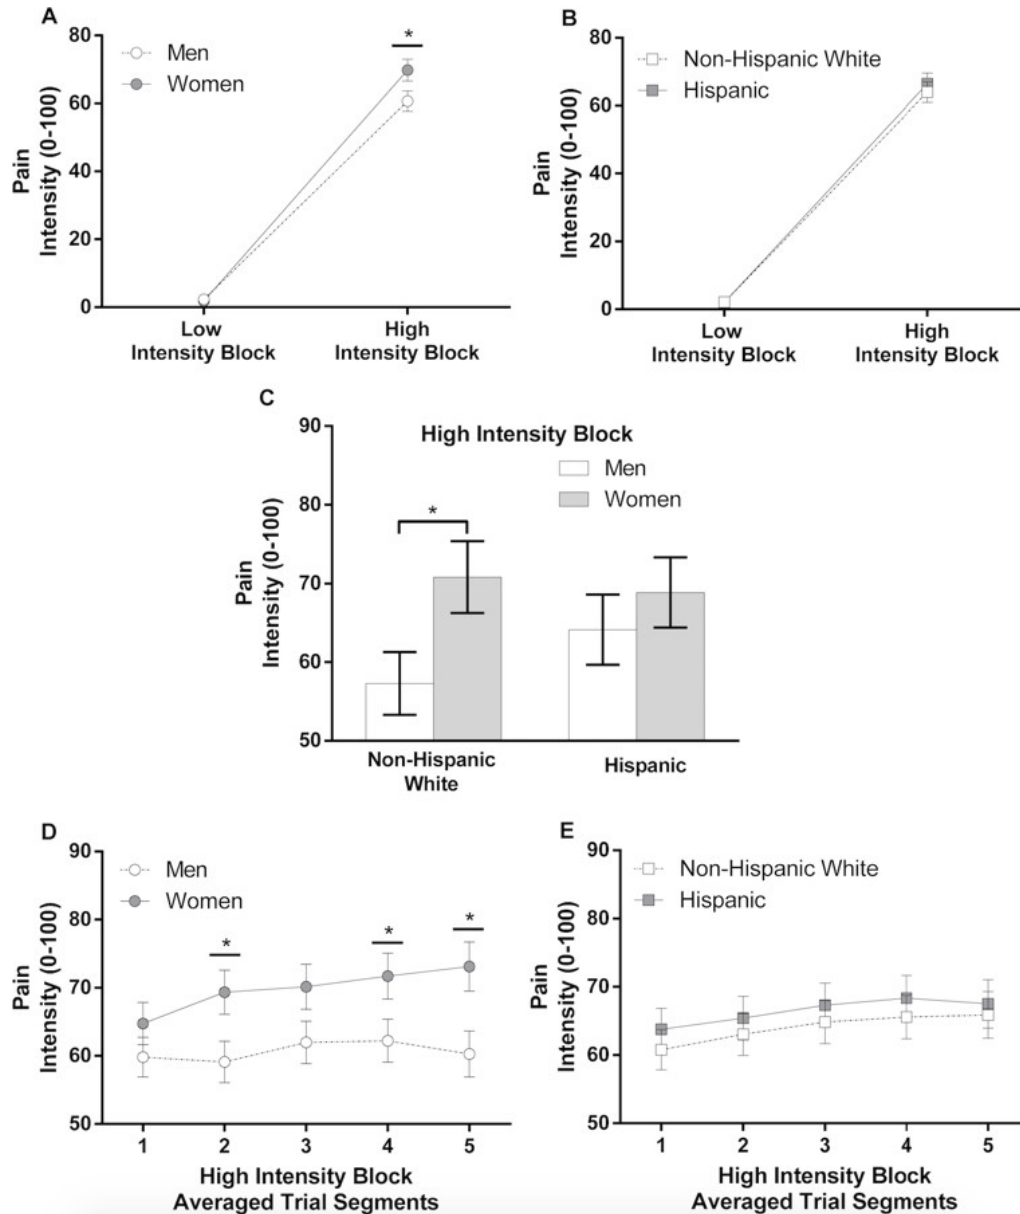 A
Pain
Intensity (0-100)
80
60
40
20
0
Men
Women
*
Low
Intensity Block
High
Intensity Block
B
Pain
Intensity (0-100)
80
60
40
20
0
Non-Hispanic White
Hispanic
Low
Intensity Block
High
Intensity Block
C
High Intensity Block
Pain
Intensity (0-100)
90
80
70
60
50
Men
Women
*
Non-Hispanic
White
Hispanic
D
Pain
Intensity (0-100)
90
80
70
60
50
Men
Women
*
*
*
1 2 3 4 5
High Intensity Block
Averaged Trial Segments
E
Pain
Intensity (0-100)
90
80
70
60
50
Non-Hispanic White
Hispanic
1 2 3 4 5
High Intensity Block
Averaged Trial Segments